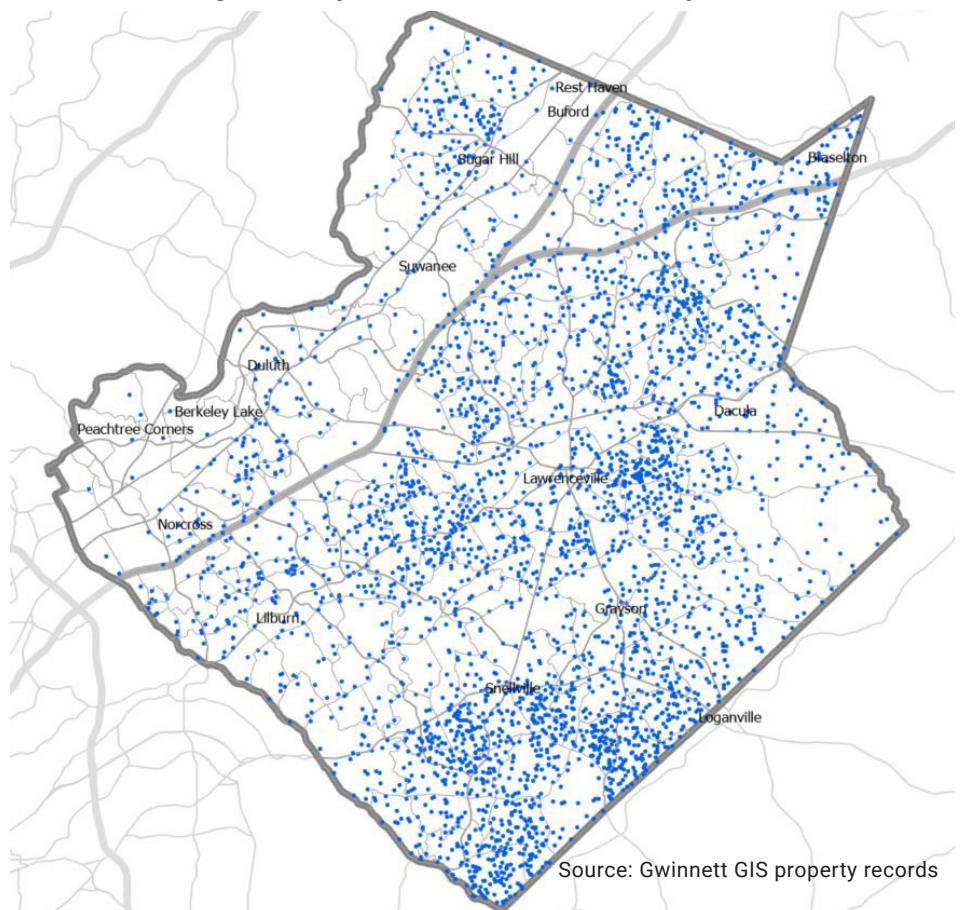 Rest Haven
Buford
Sugar Hill
Blaselton
Suwanee
Duluth
Berkeley Lake
Dacula
Peachtree Corners
Lawrenceville
Norcross
Grayson
Lilburn
Snellville
Loganville
Source: Gwinnett GIS property records